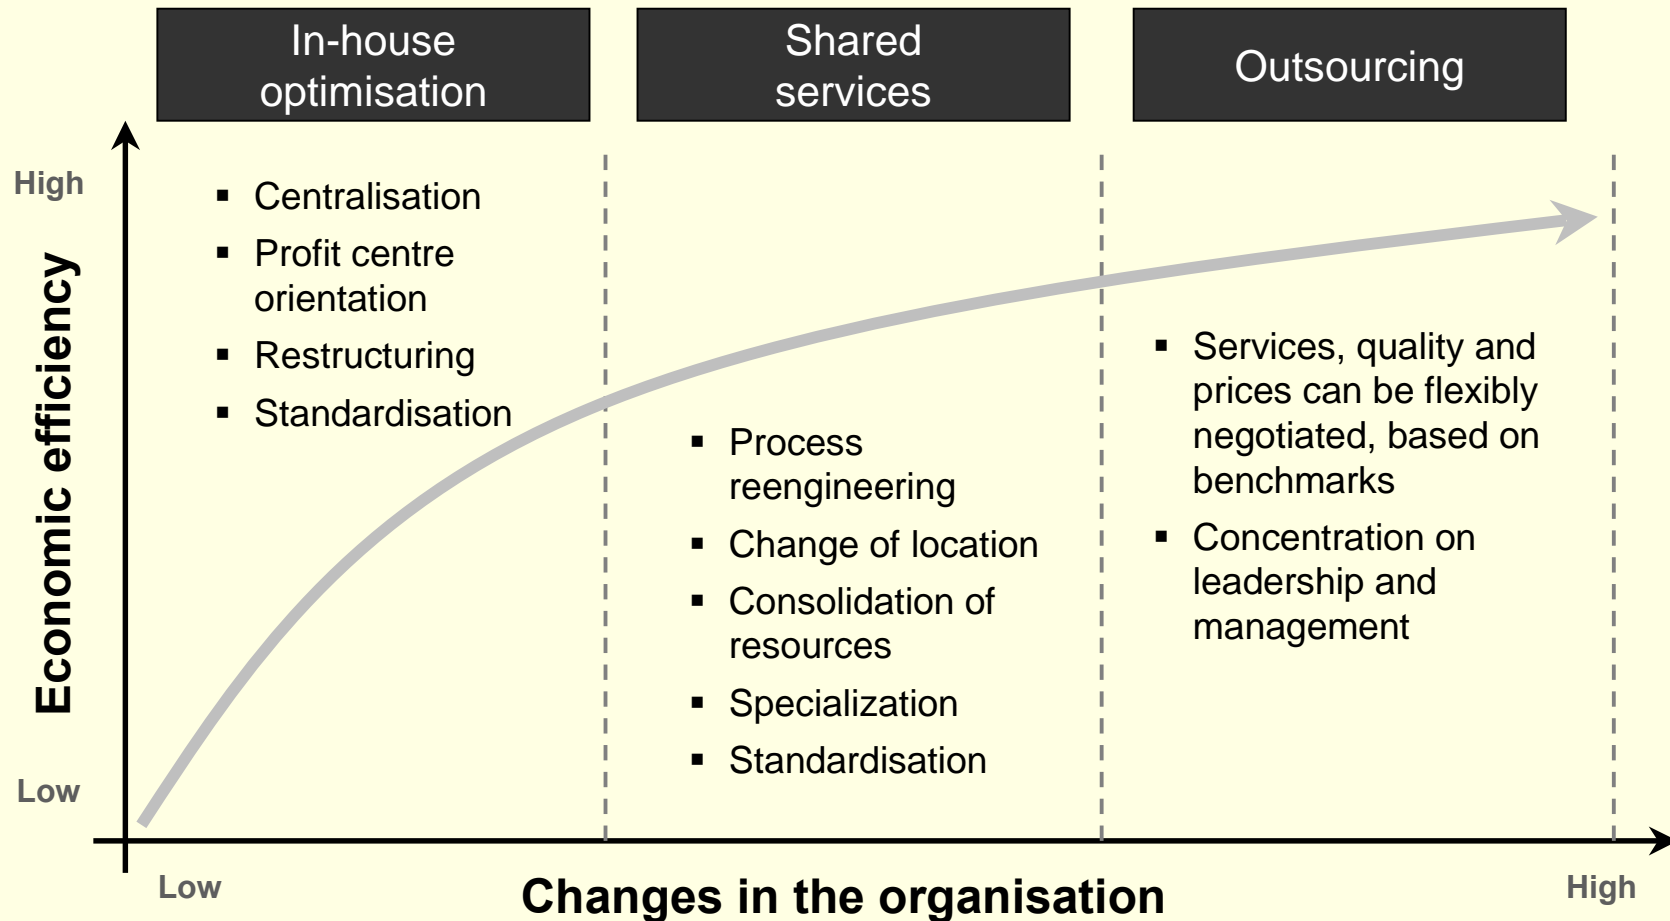 In-house
optimisation
Shared
services
Outsourcing
High
Economic efficiency
Low
▪ Centralisation
▪ Profit centre
orientation
▪ Restructuring
▪ Standardisation
▪ Process
reengineering
▪ Change of location
▪ Consolidation of
resources
▪ Specialization
▪ Standardisation
▪ Services, quality and
prices can be flexibly
negotiated, based on
benchmarks
▪ Concentration on
leadership and
management
Low
Changes in the organisation
High